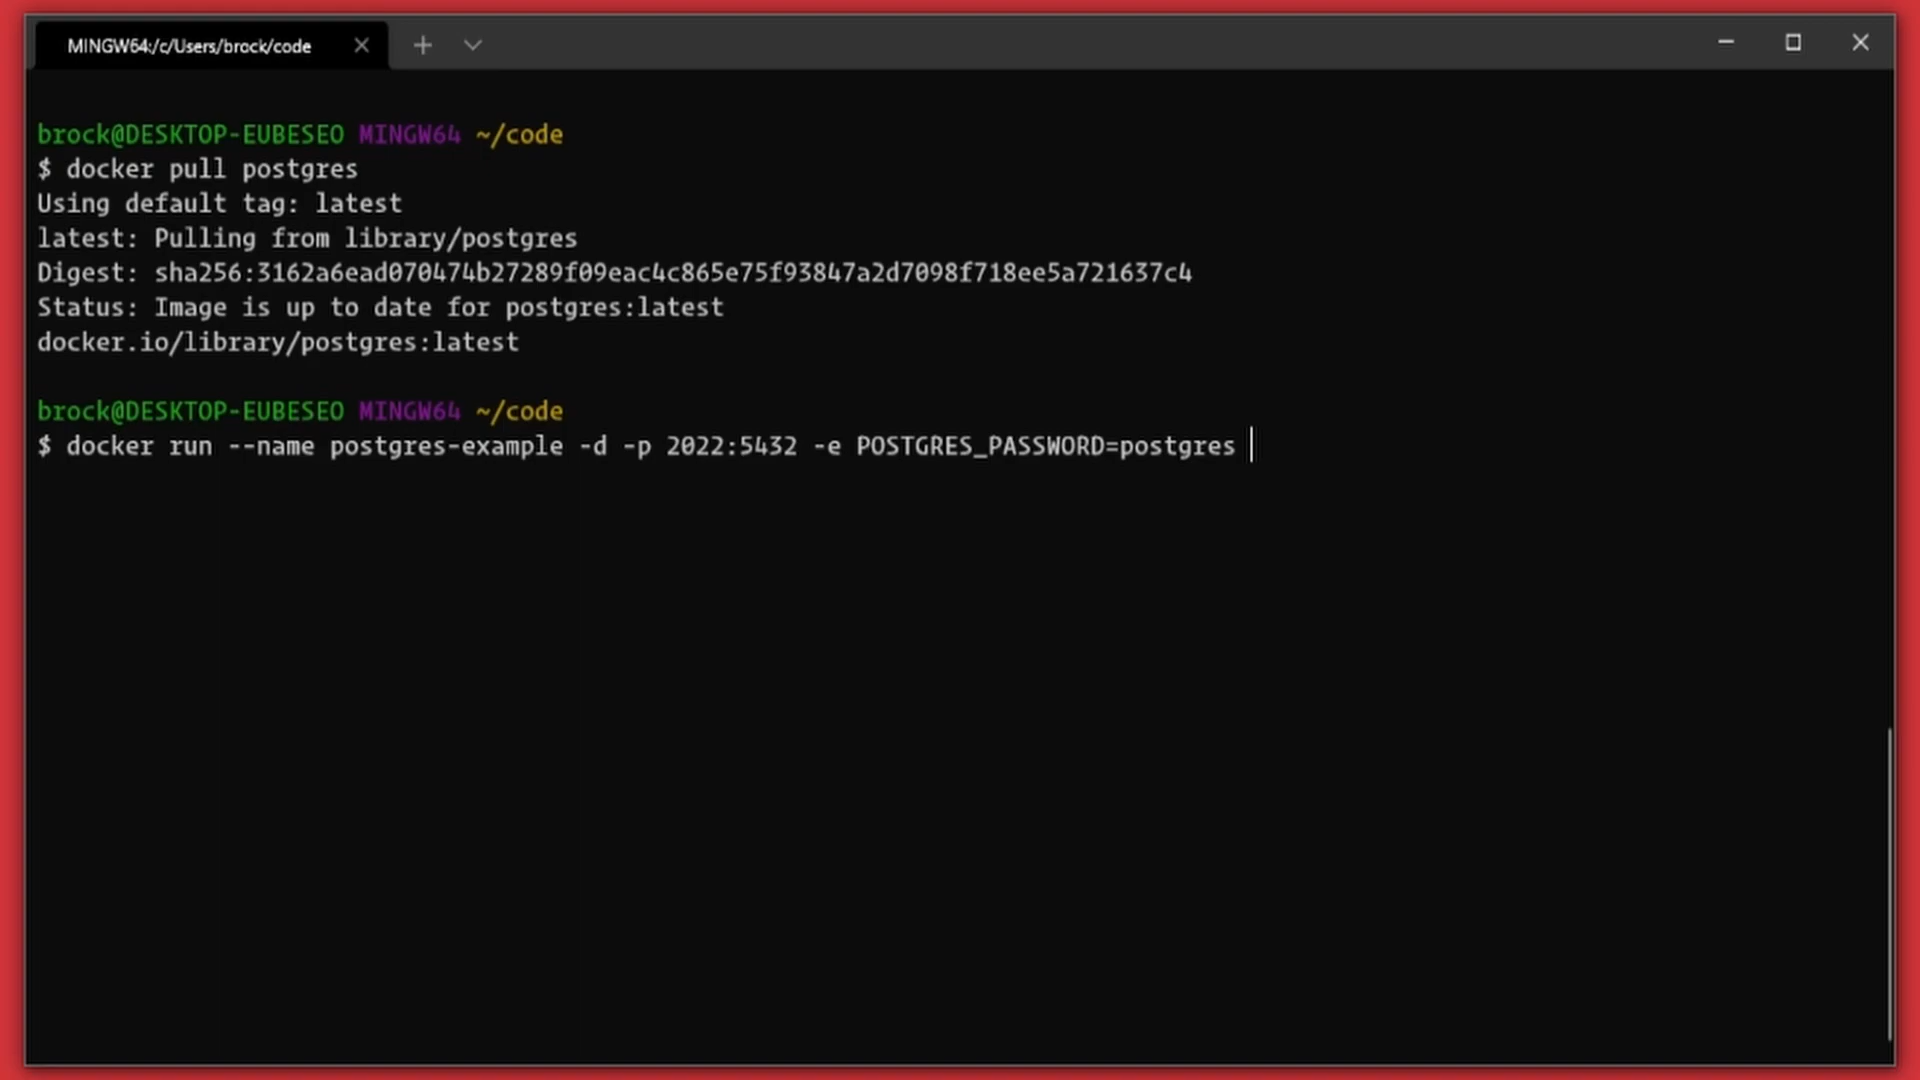 MINGW64:/c/Users/brock/code
brock@DESKTOP-EUBESEO MINGW64 ~/code
$ docker pull postgres
Using default tag: latest
latest: Pulling from library/postgres
Digest: sha256:3162a6ead070474b27289f09eac4c865e75f93847a2d7098f718ee5a721637c4
Status: Image is up to date for postgres:latest
docker.io/library/postgres:latest
brock@DESKTOP-EUBESEO MINGW64 ~/code
$ docker run --name postgres-example -d -p 2022:5432 -e POSTGRES_PASSWORD=postgres